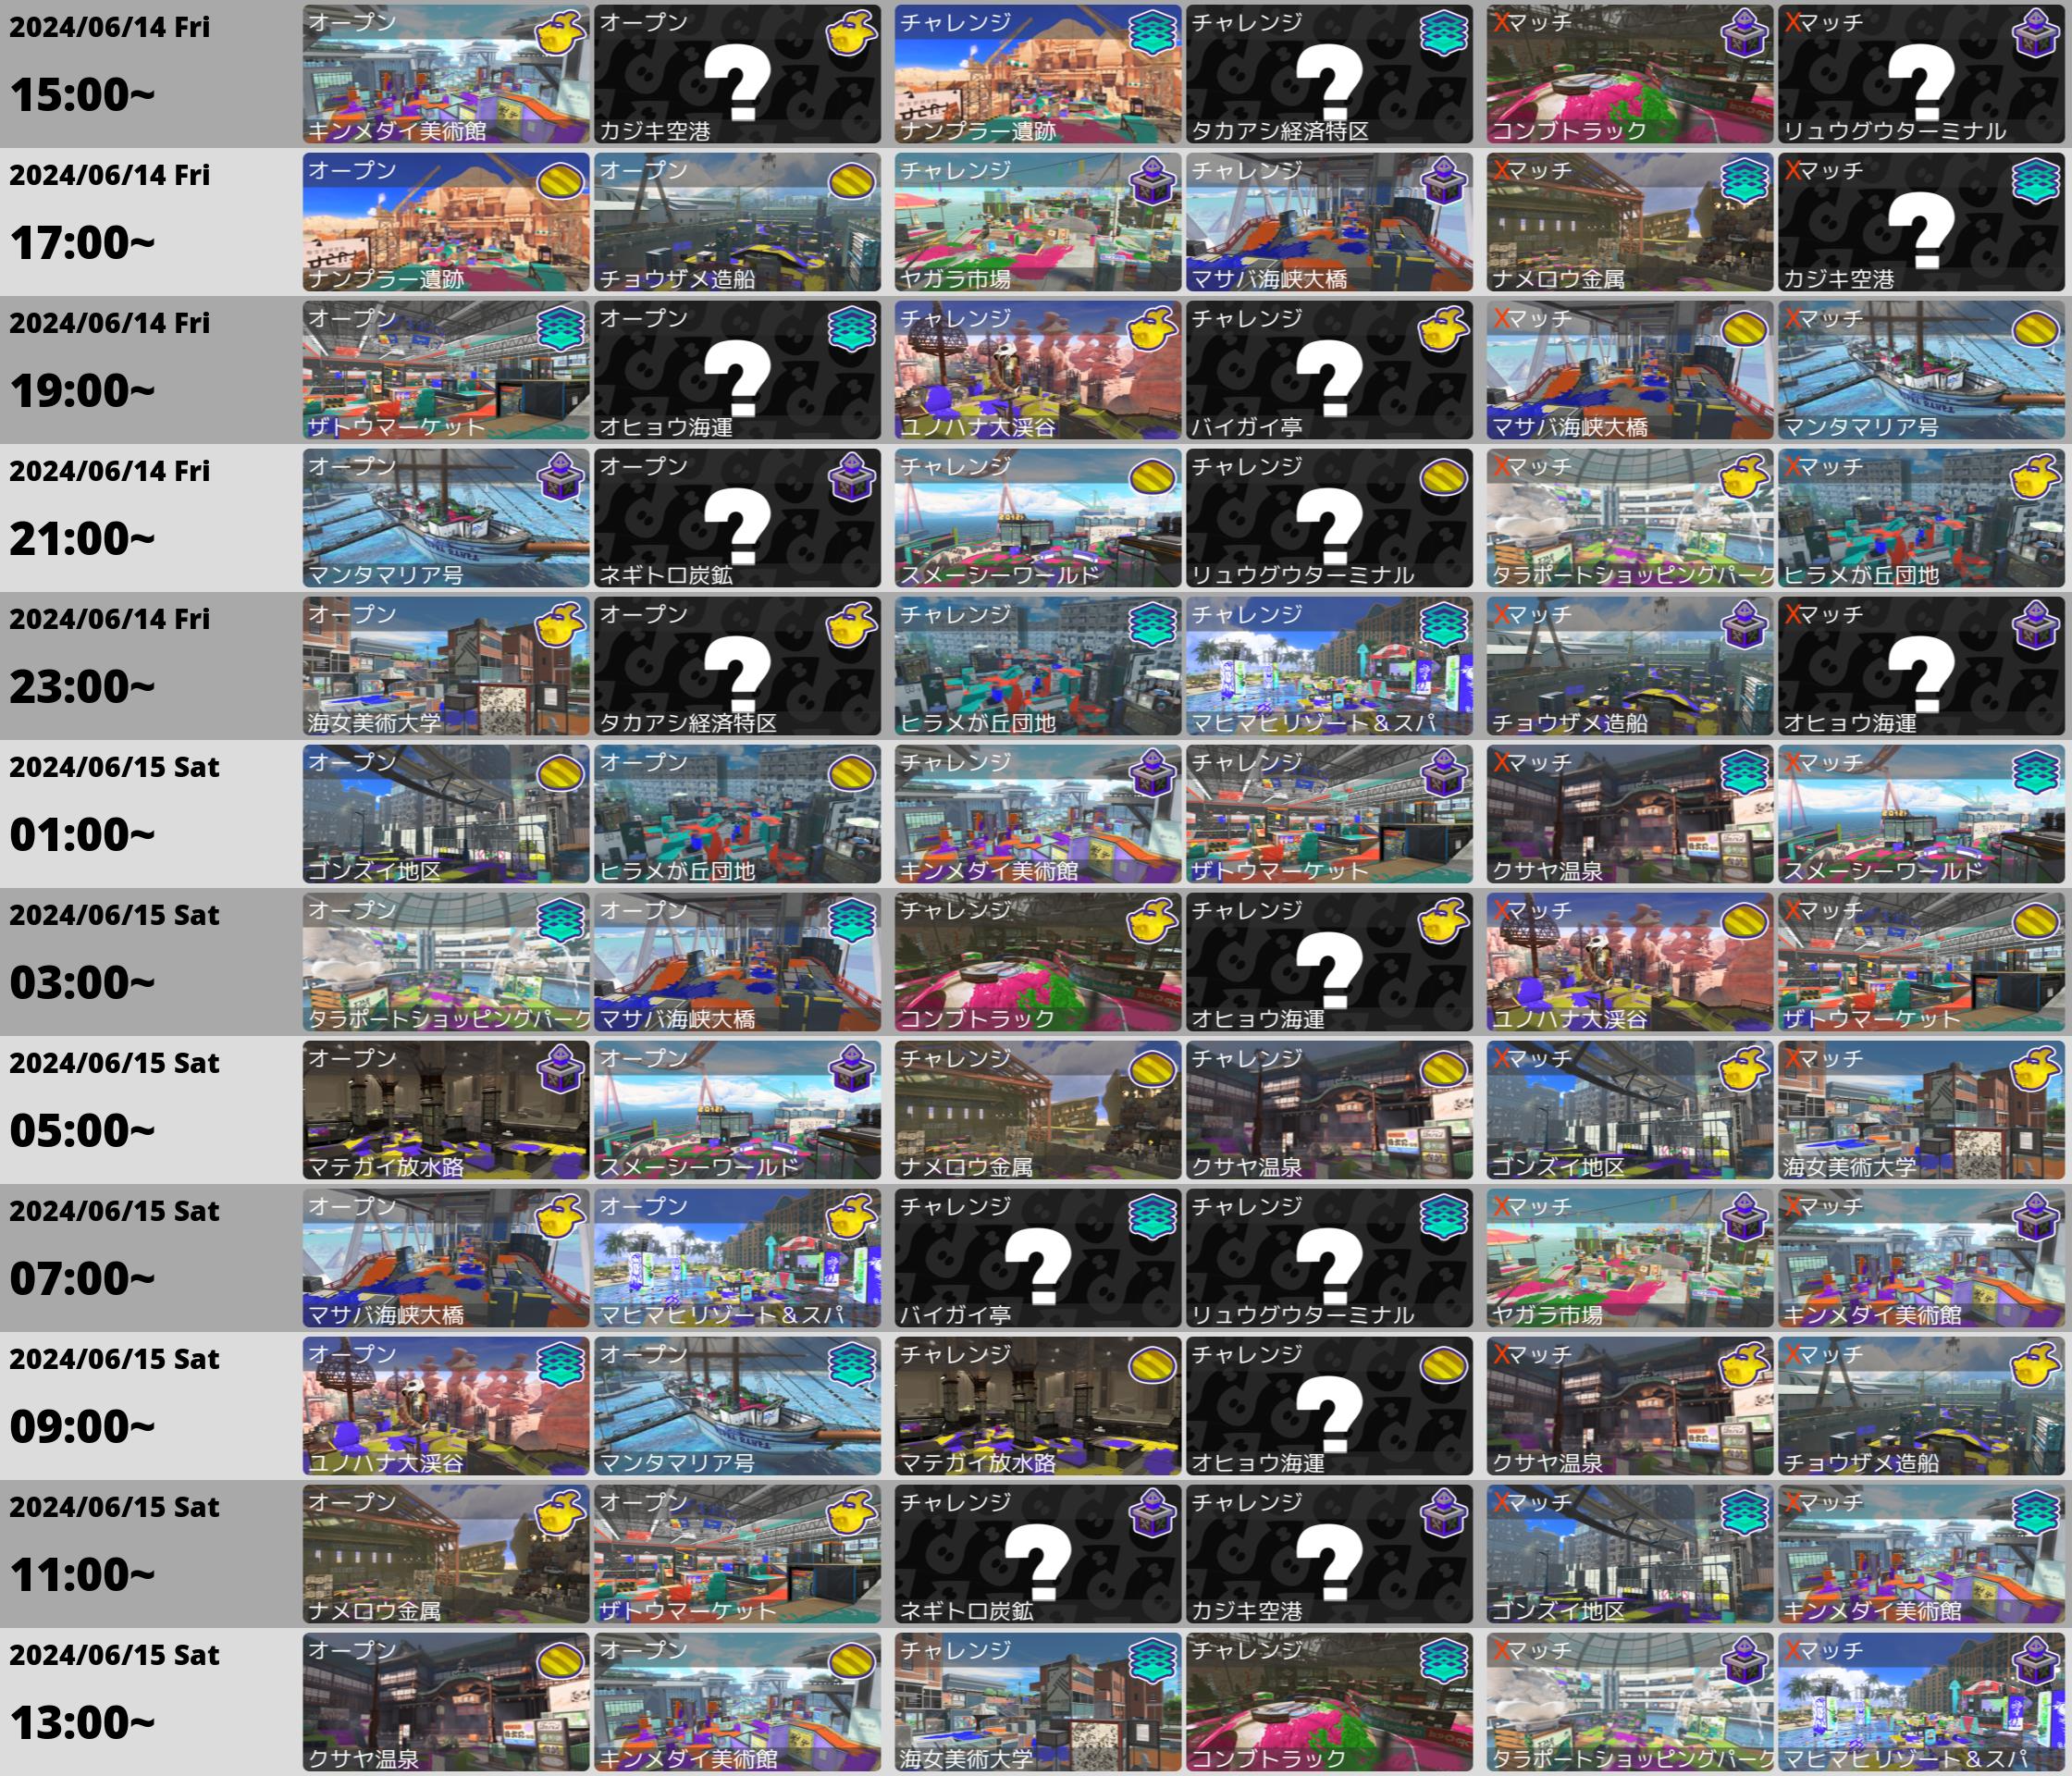 2024/06/14 Fri
15:00~
オープン
キンメダイ美術館
オープン
カジキ空港
チャレンジ
ナンプラー遺跡
チャレンジ
タカアシ経済特区
Xマッチ
コンブトラック
Xマッチ
リュウグウターミナル
2024/06/14 Fri
17:00~
オープン
ナンプラー遺跡
オープン
チョウザメ造船
チャレンジ
ヤガラ市場
チャレンジ
マサバ海峡大橋
Xマッチ
ナメロウ金属
Xマッチ
カジキ空港
2024/06/14 Fri
19:00~
オープン
ザトウマーケット
オープン
オヒョウ海運
チャレンジ
ユノハナ大渓谷
チャレンジ
バイガイ亭
Xマッチ
マサバ海峡大橋
Xマッチ
マンタマリア号
2024/06/14 Fri
21:00~
オープン
マンタマリア号
オープン
ネギトロ炭鉱
チャレンジ
スメーシーワールド
チャレンジ
リュウグウターミナル
Xマッチ
タラポートショッピングパーク
Xマッチ
ヒラメが丘団地
2024/06/14 Fri
23:00~
オープン
海女美術大学
オープン
タカアシ経済特区
チャレンジ
ヒラメが丘団地
チャレンジ
マヒマヒリゾート＆スパ
Xマッチ
チョウザメ造船
Xマッチ
オヒョウ海運
2024/06/15 Sat
01:00~
オープン
ゴンズイ地区
オープン
ヒラメが丘団地
チャレンジ
キンメダイ美術館
チャレンジ
ザトウマーケット
Xマッチ
クサヤ温泉
Xマッチ
スメーシーワールド
2024/06/15 Sat
03:00~
オープン
タラポートショッピングパーク
オープン
マサバ海峡大橋
チャレンジ
コンブトラック
チャレンジ
オヒョウ海運
Xマッチ
ユノハナ大渓谷
Xマッチ
ザトウマーケット
2024/06/15 Sat
05:00~
オープン
マテガイ放水路
オープン
スメーシーワールド
チャレンジ
ナメロウ金属
チャレンジ
クサヤ温泉
Xマッチ
ゴンズイ地区
Xマッチ
海女美術大学
2024/06/15 Sat
07:00~
オープン
マサバ海峡大橋
オープン
マヒマヒリゾート＆スパ
チャレンジ
バイガイ亭
チャレンジ
リュウグウターミナル
Xマッチ
ヤガラ市場
Xマッチ
キンメダイ美術館
2024/06/15 Sat
09:00~
オープン
ユノハナ大渓谷
オープン
マンタマリア号
チャレンジ
マテガイ放水路
チャレンジ
オヒョウ海運
Xマッチ
クサヤ温泉
Xマッチ
チョウザメ造船
2024/06/15 Sat
11:00~
オープン
ナメロウ金属
オープン
ザトウマーケット
チャレンジ
ネギトロ炭鉱
チャレンジ
カジキ空港
Xマッチ
ゴンズイ地区
Xマッチ
キンメダイ美術館
2024/06/15 Sat
13:00~
オープン
クサヤ温泉
オープン
キンメダイ美術館
チャレンジ
海女美術大学
チャレンジ
コンブトラック
Xマッチ
タラポートショッピングパーク
Xマッチ
マヒマヒリゾート＆スパ